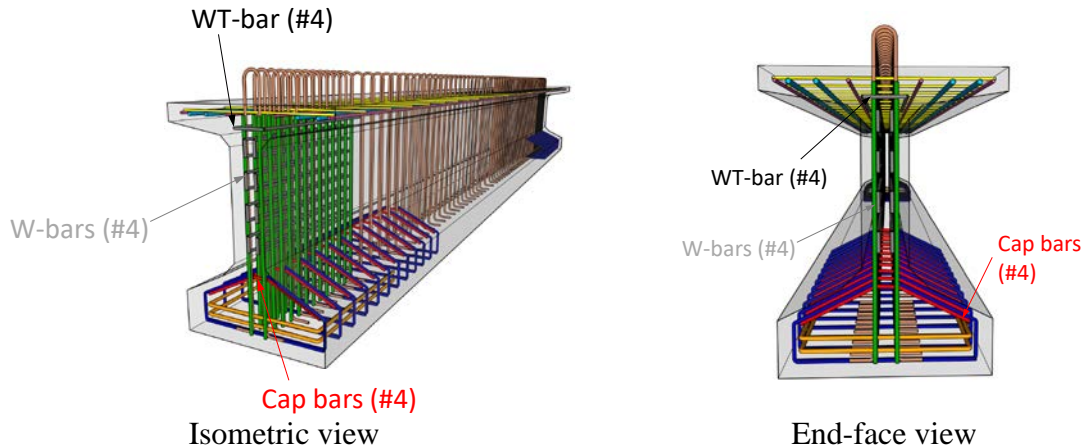 WT-bar (#4)
W-bars (#4)
Cap bars (#4)
Isometric view
WT-bar (#4)
W-bars (#4)
Cap bars
(#4)
End-face view